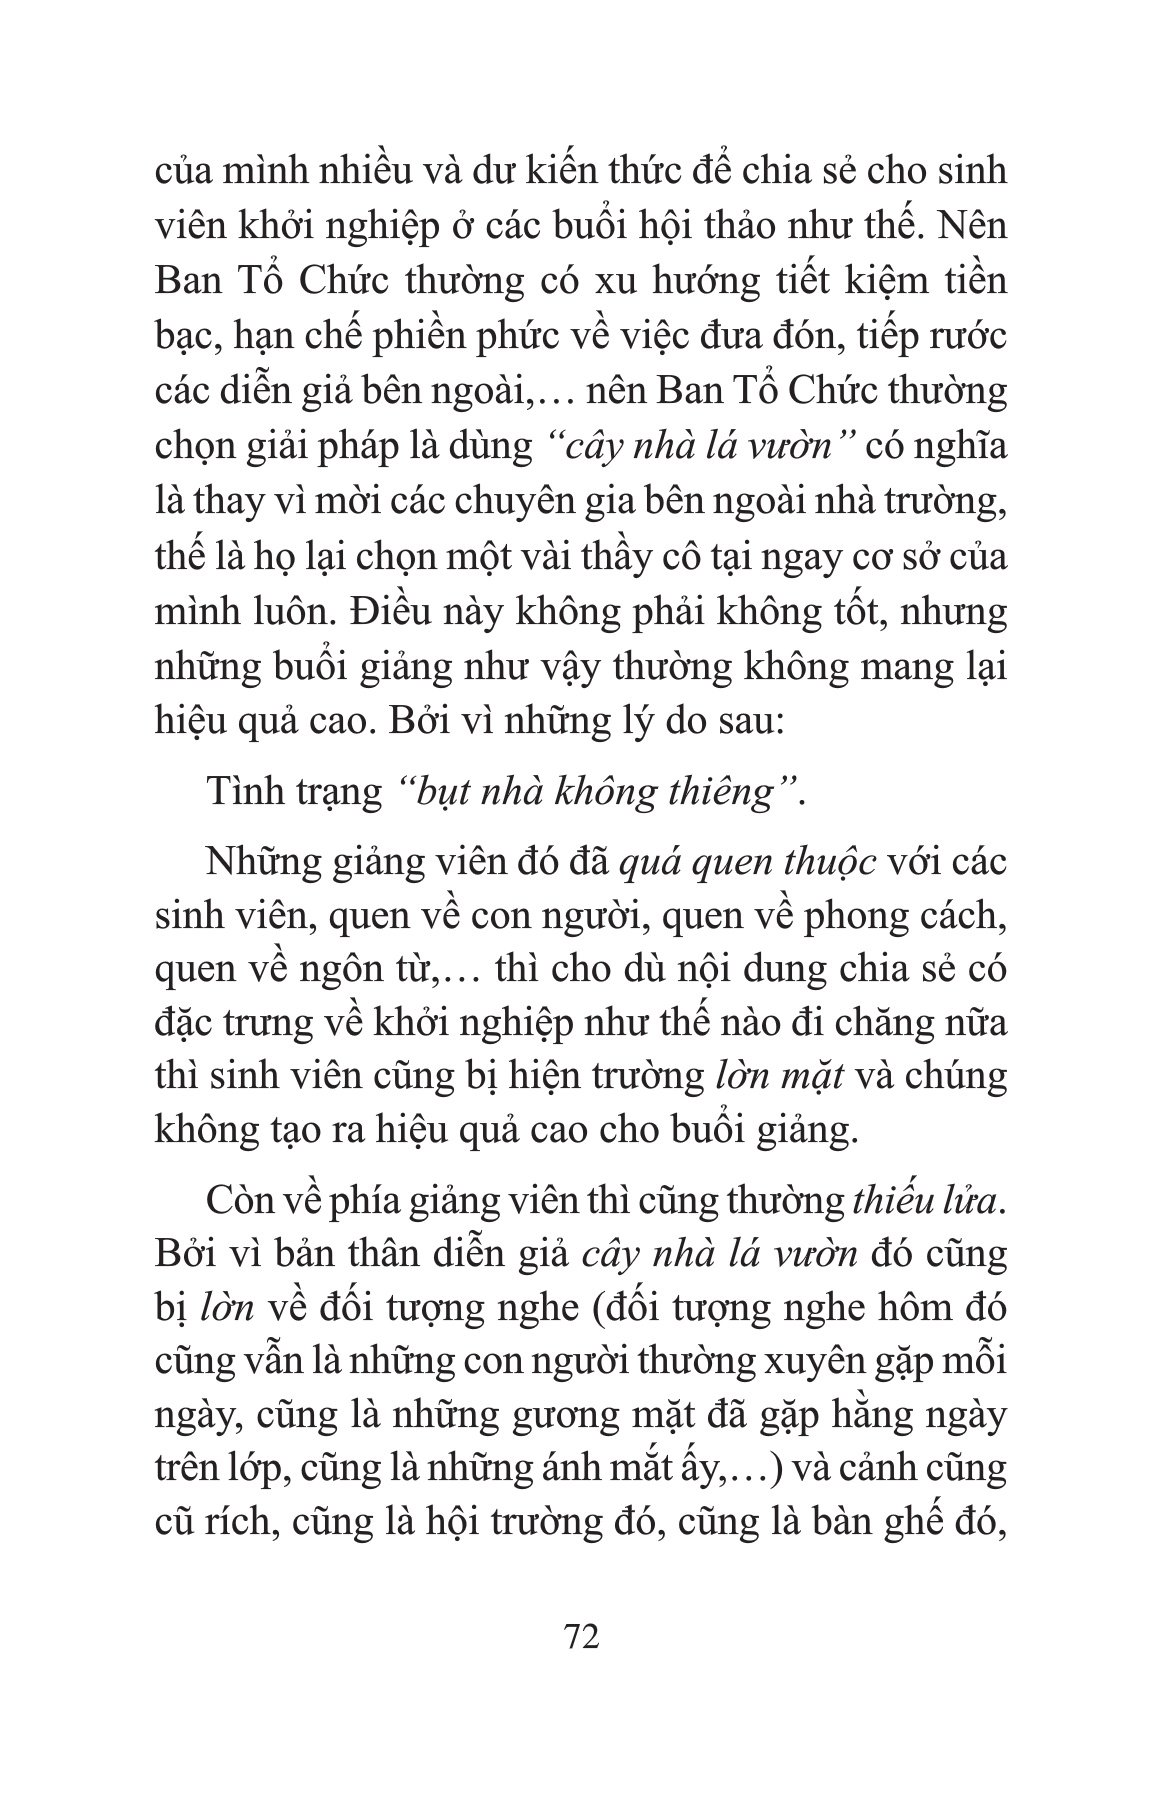 của mình nhiều và dư kiến thức để chia sẻ cho sinh
viên khởi nghiệp ở các buổi hội thảo như thế. Nên
Ban Tổ Chức thường có xu hướng tiết kiệm tiền
bạc, hạn chế phiền phức về việc đưa đón, tiếp rước
các diễn giả bên ngoài,… nên Ban Tổ Chức thường
chọn giải pháp là dùng “cây nhà lá vườn” có nghĩa
là thay vì mời các chuyên gia bên ngoài nhà trường,
thế là họ lại chọn một vài thầy cô tại ngay cơ sở của
mình luôn. Điều này không phải không tốt, nhưng
những buổi giảng như vậy thường không mang lại
hiệu quả cao. Bởi vì những lý do sau:
Tình trạng “bụt nhà không thiêng”.
Những giảng viên đó đã quá quen thuộc với các
sinh viên, quen về con người, quen về phong cách,
quen về ngôn từ,… thì cho dù nội dung chia sẻ có
đặc trưng về khởi nghiệp như thế nào đi chăng nữa
thì sinh viên cũng bị hiện trường lờn mặt và chúng
không tạo ra hiệu quả cao cho buổi giảng.
Còn về phía giảng viên thì cũng thường thiếu lửa.
Bởi vì bản thân diễn giả cây nhà lá vườn đó cũng
bị lờn về đối tượng nghe (đối tượng nghe hôm đó
cũng vẫn là những con người thường xuyên gặp mỗi
ngày, cũng là những gương mặt đã gặp hằng ngày
trên lớp, cũng là những ánh mắt ấy,…) và cảnh cũng
cũ rích, cũng là hội trường đó, cũng là bàn ghế đó,
72